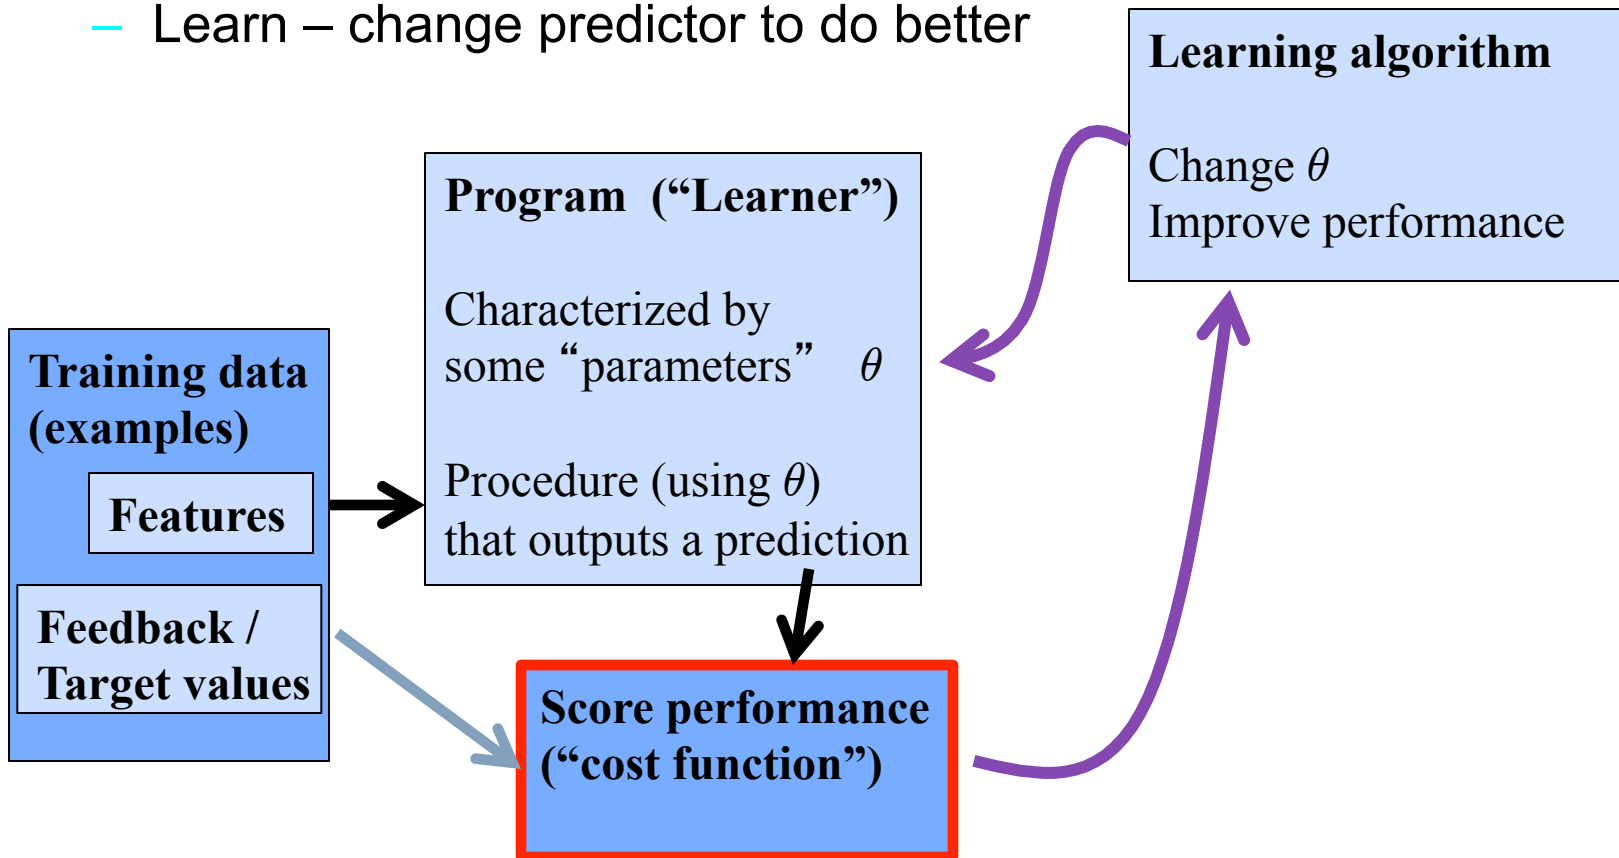 – Learn – change predictor to do better
Learning algorithm
Change θ
Improve performance
Program (“Learner”)
Characterized by
some “parameters” θ
Procedure (using θ)
that outputs a prediction
Training data
(examples)
Features
Feedback /
Target values
Score performance
(“cost function”)